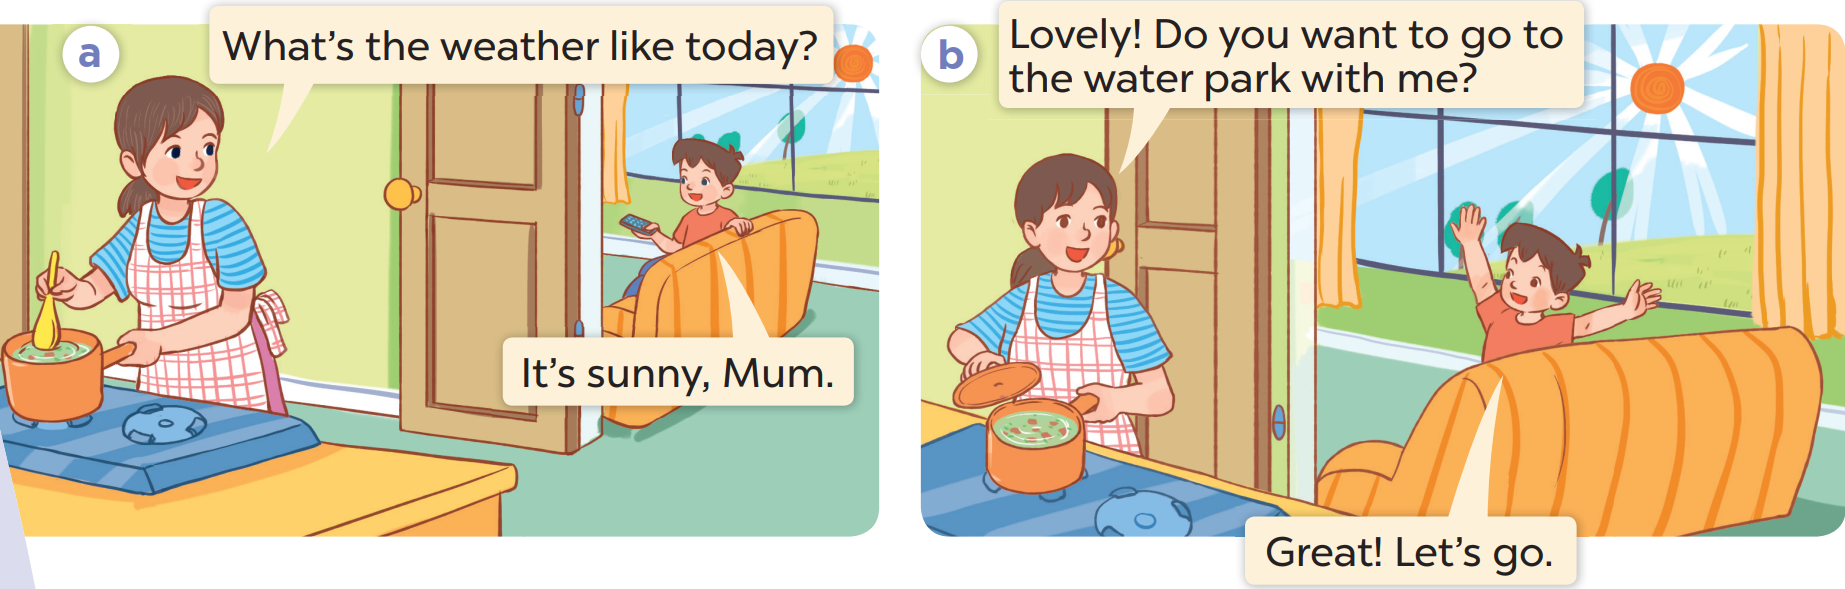 a
What's the weather like today?
It's sunny, Mum.
b
Lovely! Do you want to go to
the water park with me?
Great! Let's go.